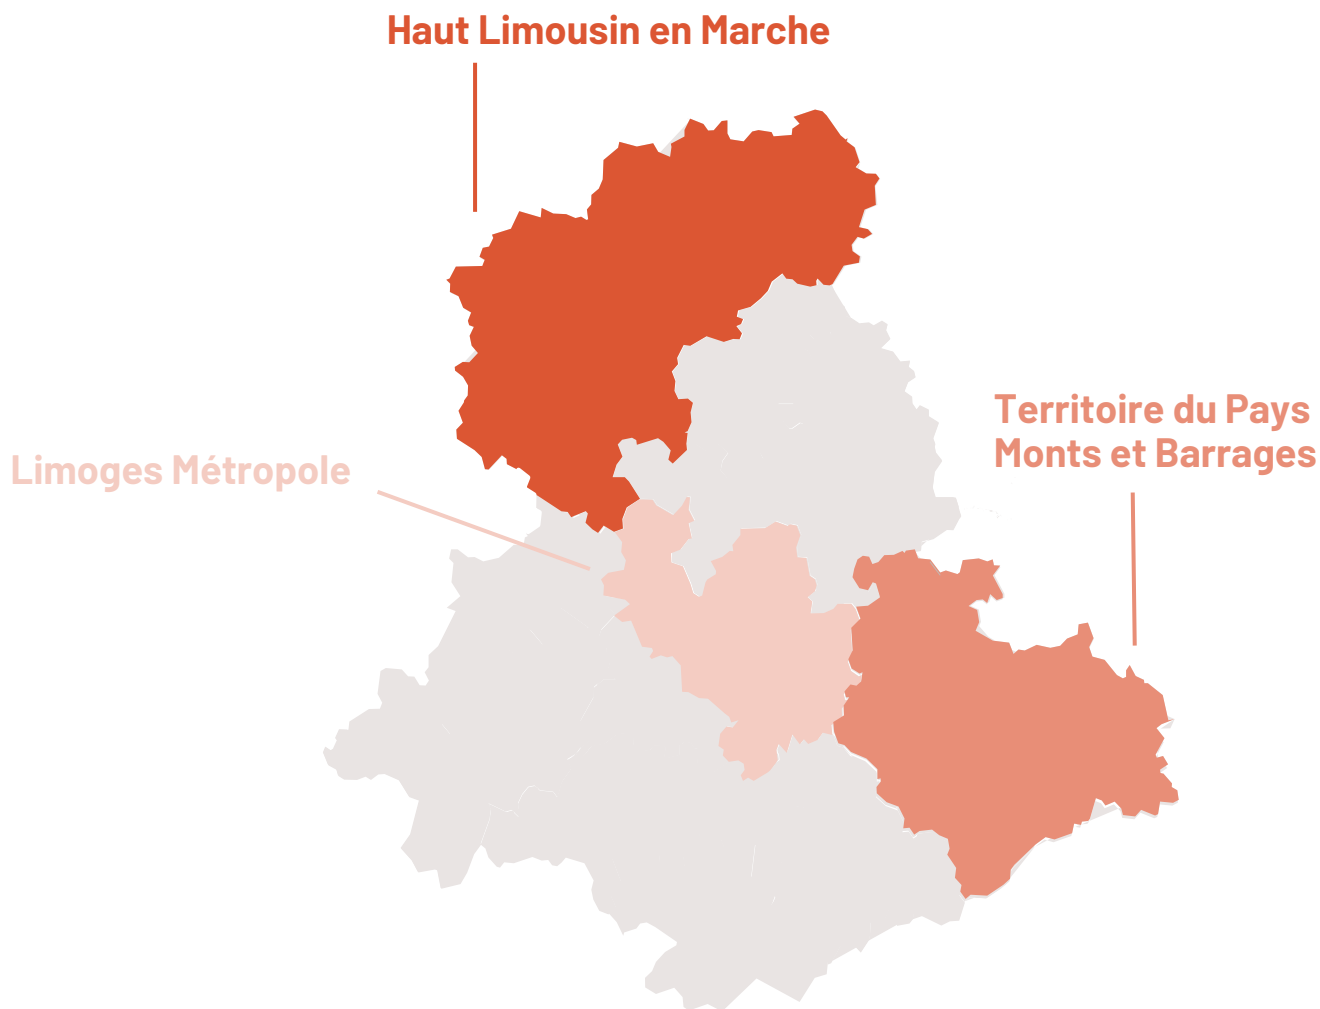 Haut Limousin en Marche
Territoire du Pays
Monts et Barrages
Limoges Métropole